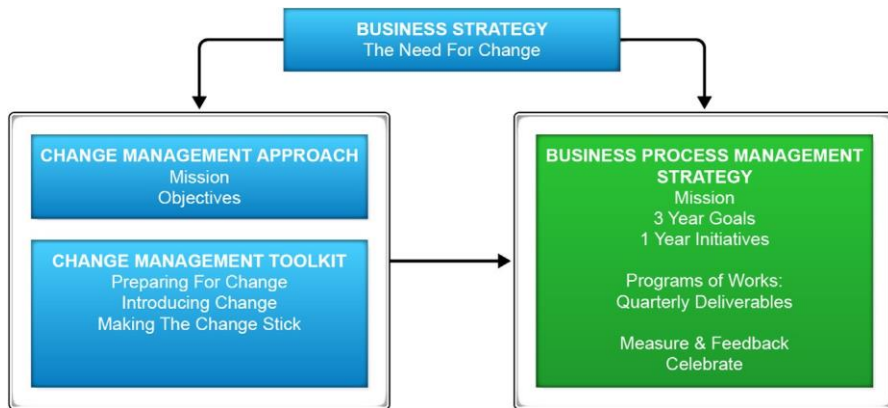 BUSINESS STRATEGY
The Need For Change
CHANGE MANAGEMENT APPROACH
Mission
Objectives
CHANGE MANAGEMENT TOOLKIT
Preparing For Change
Introducing Change
Making The Change Stick
BUSINESS PROCESS MANAGEMENT
STRATEGY
Mission
3 Year Goals
1 Year Initiatives
Programs of Works:
Quarterly Deliverables
Measure & Feedback
Celebrate